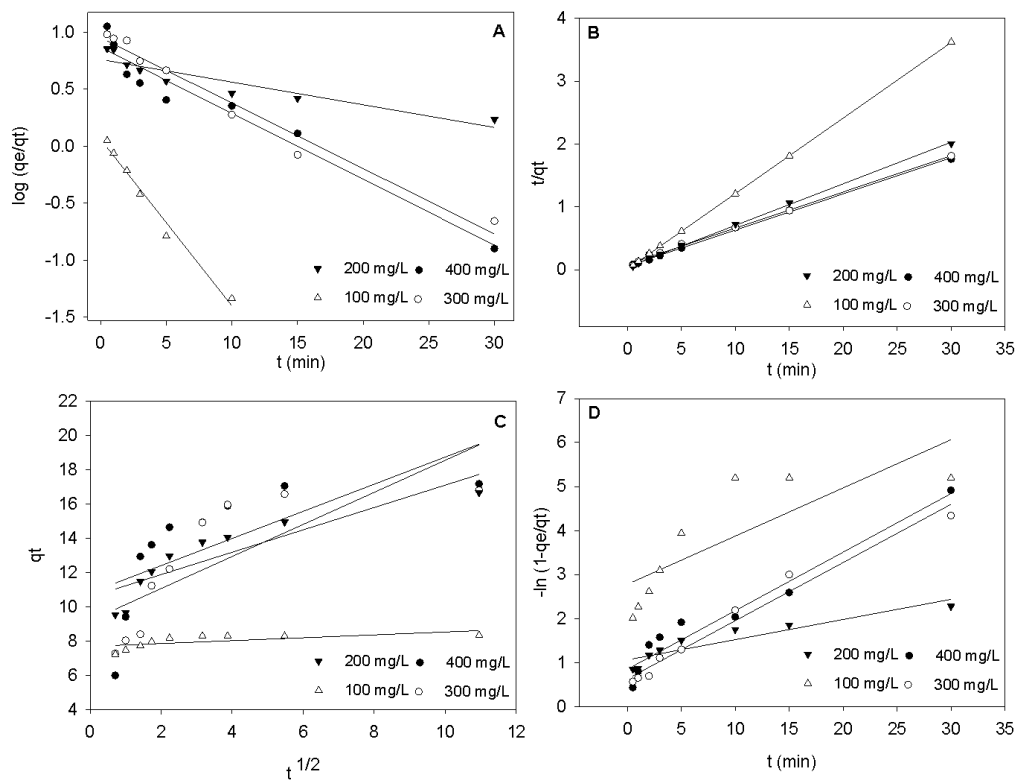 A
1.0
0.5
0.0
-0.5
-1.0
-1.5
log (qe/qt)
200 mg/L
400 mg/L
100 mg/L
300 mg/L
0
5
10
15
20
25
30
t (min)
B
4
3
2
1
0
t/qt
200 mg/L
400 mg/L
100 mg/L
300 mg/L
0
5
10
15
20
25
30
35
t (min)
C
22
20
18
16
14
12
10
8
6
4
qt
200 mg/L
400 mg/L
100 mg/L
300 mg/L
0
2
4
6
8
10
12
t 1/2
D
7
6
5
4
3
2
1
0
-ln (1-qe/qt)
200 mg/L
400 mg/L
100 mg/L
300 mg/L
0
5
10
15
20
25
30
35
t (min)